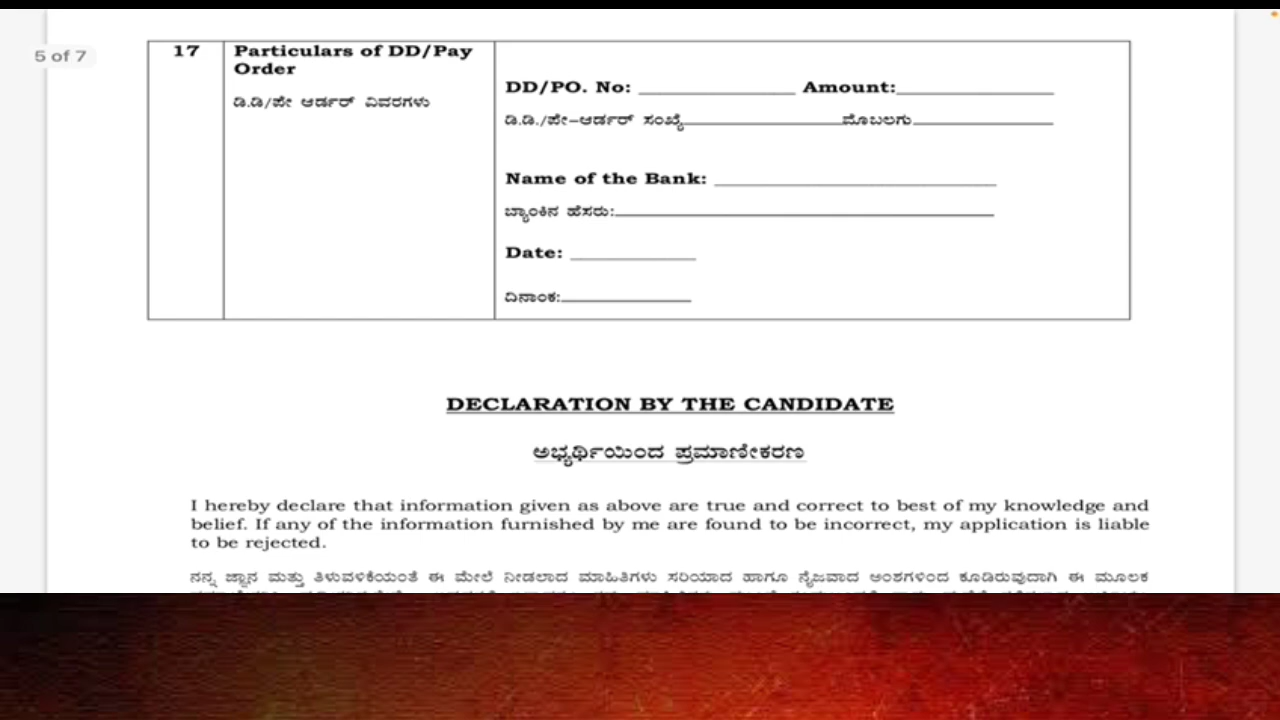 5 of 7
17 Particulars of DD/Pay
Order
ಡಿ.ಡಿ/ಪೇ ಆರ್ಡರ್ ವಿವರಗಳು
DD/PO. No: ______________ Amount:______________
ಡಿ.ಡಿ./ಪೇ-ಆರ್ಡರ್ ಸಂಖ್ಯೆ______________ಮೊಬಲಗು______________
Name of the Bank: _________________________
ಬ್ಯಾಂಕಿನ ಹೆಸರು:_________________________
Date: ___________
ದಿನಾಂಕ:___________
DECLARATION BY THE CANDIDATE
ಅಭ್ಯರ್ಥಿಯಿಂದ ಪ್ರಮಾಣೀಕರಣ
I hereby declare that information given as above are true and correct to best of my knowledge and
belief. If any of the information furnished by me are found to be incorrect, my application is liable
to be rejected.
ನನ್ನ ಜ್ಞಾನ ಮತ್ತು ತಿಳುವಳಿಕೆಯಂತೆ ಈ ಮೇಲೆ ನೀಡಲಾದ ಮಾಹಿತಿಗಳು ಸರಿಯಾದ ಹಾಗೂ ನೈಜವಾದ ಅಂಶಗಳಿಂದ ಕೂಡಿರುವುದಾಗಿ ಈ ಮೂಲಕ